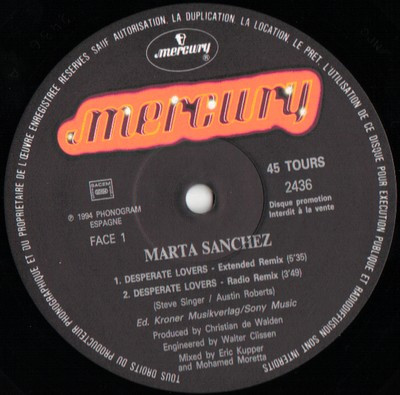 TOUS DROITS DU PRODUCTEUR PHONOGRAPHIQUE ET DU PROPRIETAIRE DE L'ŒUVRE ENREGISTREE RESERVES. SAUF AUTORISATION. LA DUPLICATION, LA LOCATION, LE PRET, L'UTILISATION DE CE DISQUE POUR EXECUTION PUBLIQUE ET RADIODIFFUSION SONT INTERDITS
mercury ®
mercury
45 TOURS
2436
Disque promotion
Interdit à la vente
SACEM
℗ 1994 PHONOGRAM
ESPAGNE
FACE 1
MARTA SANCHEZ
1. DESPERATE LOVERS - Extended Remix (5'35)
2. DESPERATE LOVERS - Radio Remix (3'49)
(Steve Singer / Austin Roberts)
Ed. Kroner Musikverlag/Sony Music
Produced by Christian de Walden
Engineered by Walter Clissen
Mixed by Eric Kupper
and Mohamed Moretta